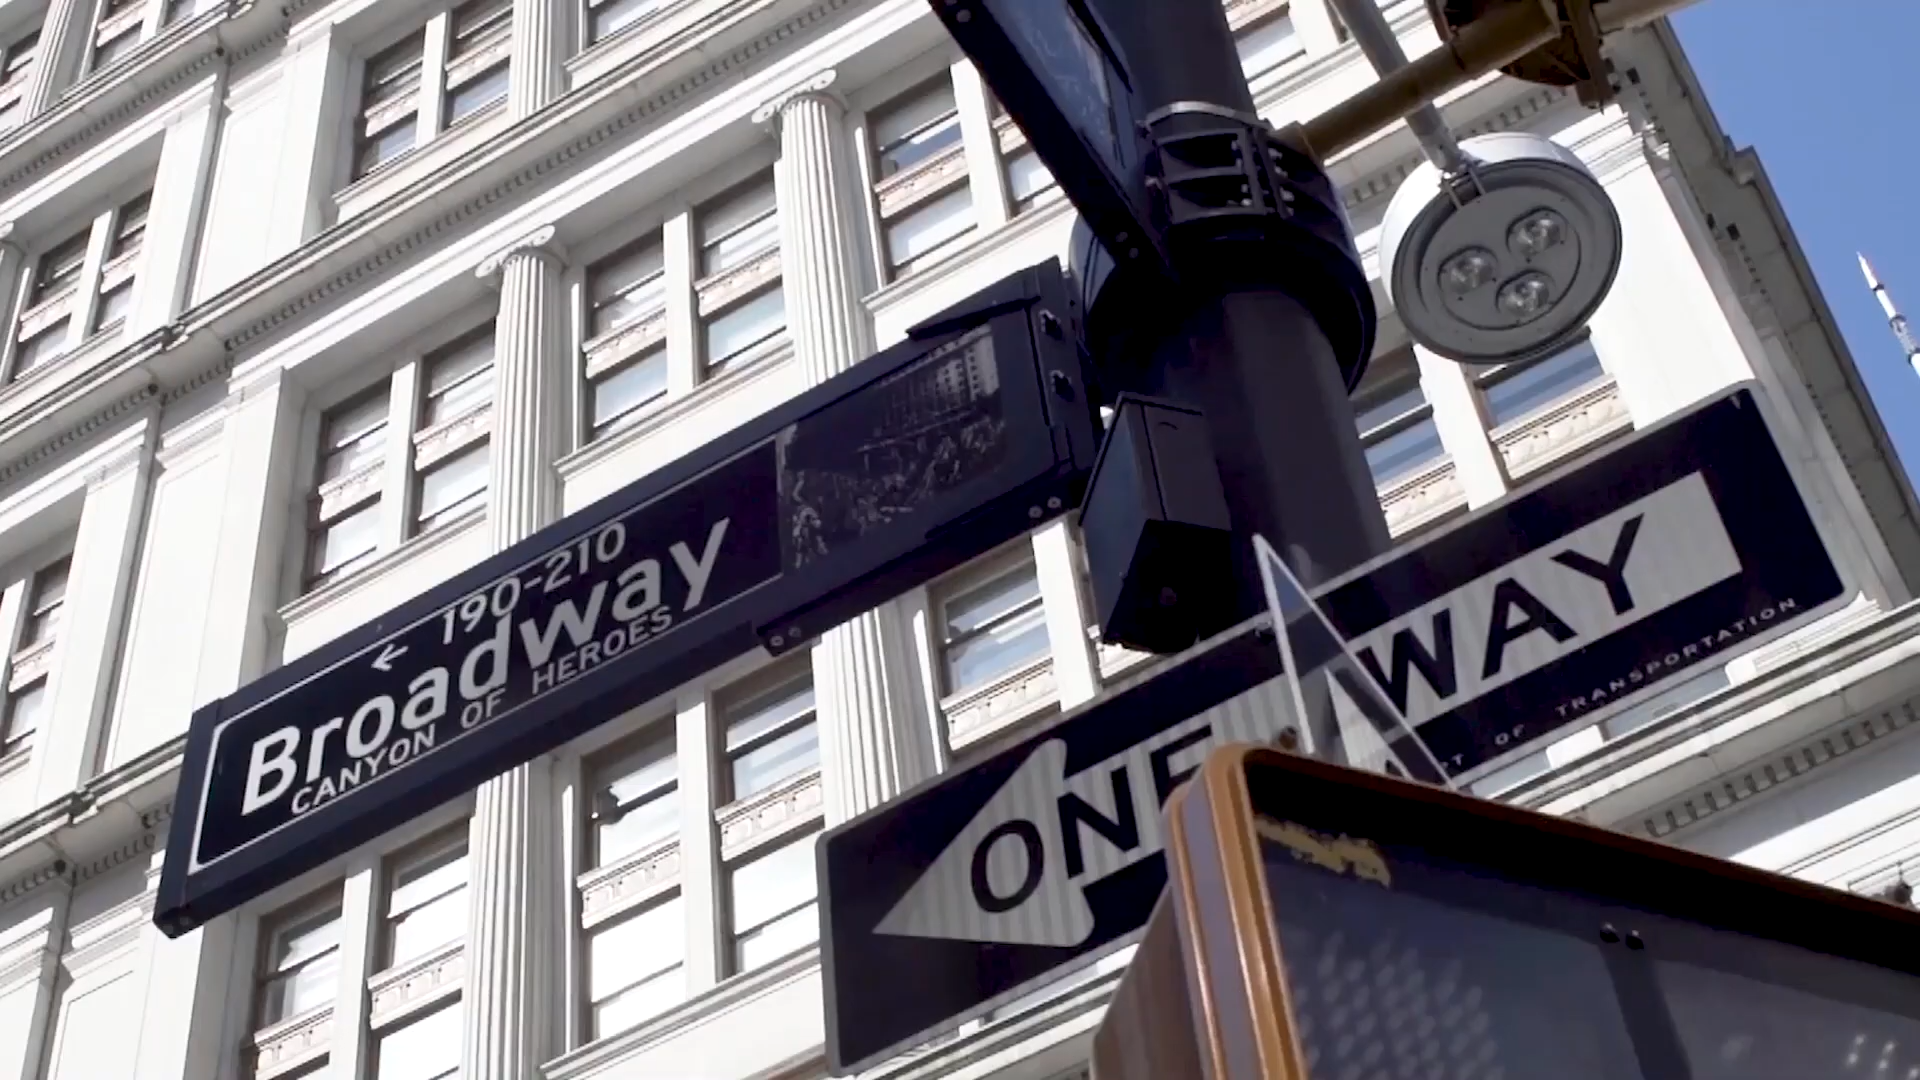 ← 190-210
Broadway
CANYON OF HEROES
ONE WAY
OF TRANSPORTATION